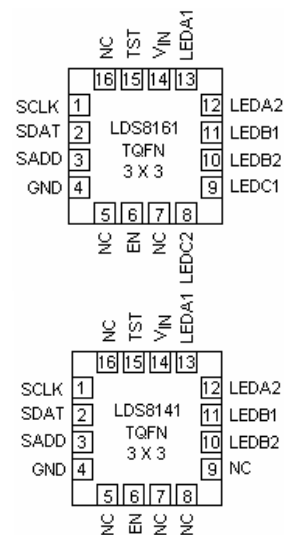 NC TST VIN LEDA1
16 15 14 13
SCLK 1 12 LEDA2
SDAT 2 LDS8161 11 LEDB1
SADD 3 TQFN 10 LEDB2
GND 4 3 X 3 9 LEDC1
5 6 7 8
NC EN NC LEDC2
NC TST VIN LEDA1
16 15 14 13
SCLK 1 12 LEDA2
SDAT 2 LDS8141 11 LEDB1
SADD 3 TQFN 10 LEDB2
GND 4 3 X 3 9 NC
5 6 7 8
NC EN NC NC